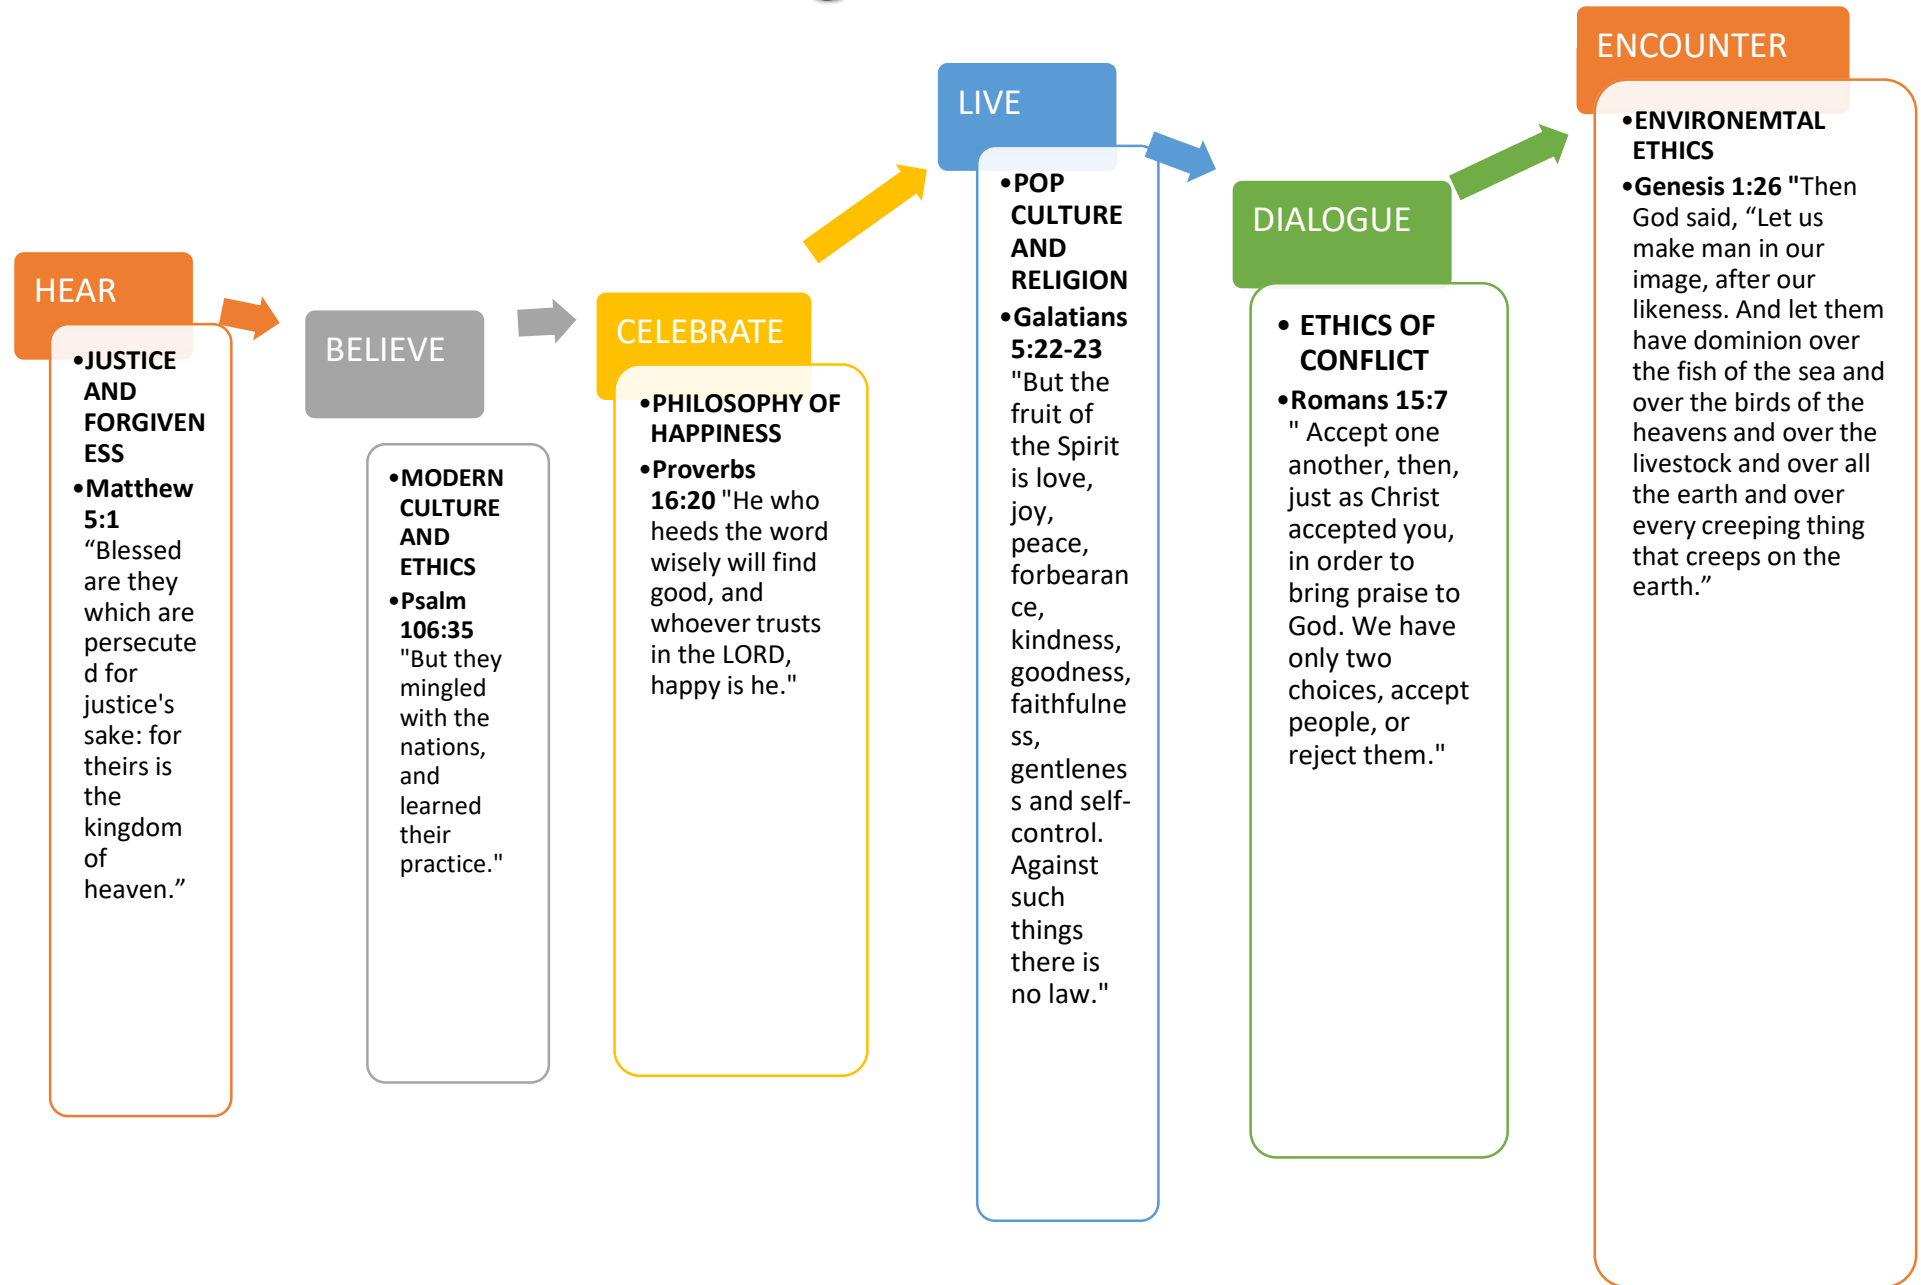 HEAR
•JUSTICE
AND
FORGIVEN
ESS
•Matthew
5:1
“Blessed
are they
which are
persecute
d for
justice's
sake: for
theirs is
the
kingdom
of
heaven.”
BELIEVE
•MODERN
CULTURE
AND
ETHICS
•Psalm
106:35
"But they
mingled
with the
nations,
and
learned
their
practice."
CELEBRATE
•PHILOSOPHY OF
HAPPINESS
•Proverbs
16:20 "He who
heeds the word
wisely will find
good, and
whoever trusts
in the LORD,
happy is he."
LIVE
•POP
CULTURE
AND
RELIGION
•Galatians
5:22-23
"But the
fruit of
the Spirit
is love,
joy,
peace,
forbearan
ce,
kindness,
goodness,
faithfulne
ss,
gentlenes
s and self-
control.
Against
such
things
there is
no law."
DIALOGUE
• ETHICS OF
CONFLICT
•Romans 15:7
" Accept one
another, then,
just as Christ
accepted you,
in order to
bring praise to
God. We have
only two
choices, accept
people, or
reject them."
ENCOUNTER
•ENVIRONEMTAL
ETHICS
•Genesis 1:26 "Then
God said, “Let us
make man in our
image, after our
likeness. And let them
have dominion over
the fish of the sea and
over the birds of the
heavens and over the
livestock and over all
the earth and over
every creeping thing
that creeps on the
earth.”